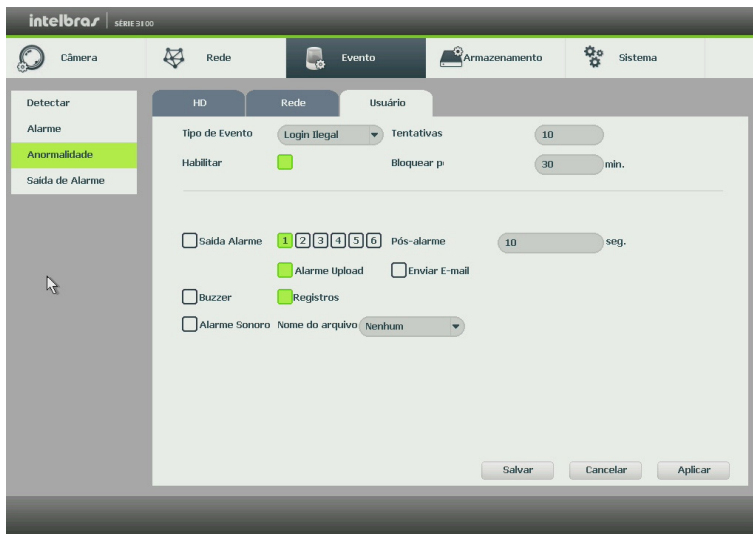 intelbras | SÉRIE 3100
Câmera Rede Evento Armazenamento Sistema
Detectar
Alarme
Anormalidade
Saída de Alarme
HD Rede Usuário
Tipo de Evento Login Ilegal Tentativas 10
Habilitar Bloquear p 30 min.
Saída Alarme 1 2 3 4 5 6 Pós-alarme 10 seg.
Alarme Upload Enviar E-mail
Buzzer Registros
Alarme Sonoro Nome do arquivo Nenhum
Salvar Cancelar Aplicar